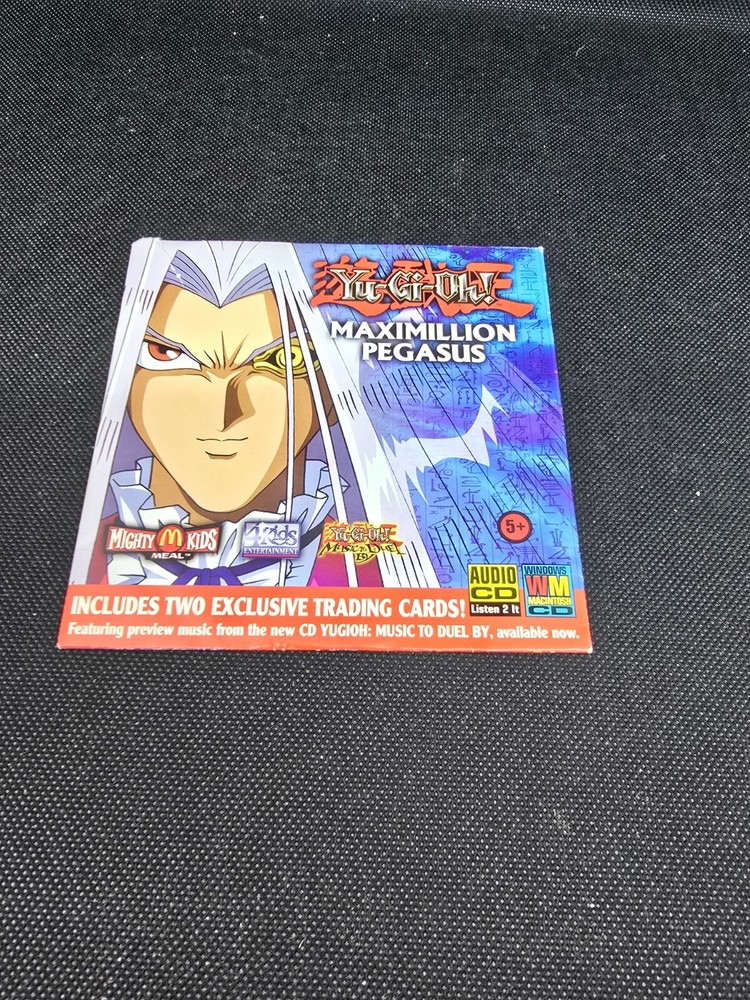 Yu-Gi-Oh!
MAXIMILLION
PEGASUS
5+
MIGHTY M KIDS
MEAL™
4Kids
ENTERTAINMENT
Yu-Gi-Oh!
MUSIC TO DUEL
BY
AUDIO
CD
Listen 2 It
WINDOWS
WM
MACINTOSH
CD
INCLUDES TWO EXCLUSIVE TRADING CARDS!
Featuring preview music from the new CD YUGIOH: MUSIC TO DUEL BY, available now.